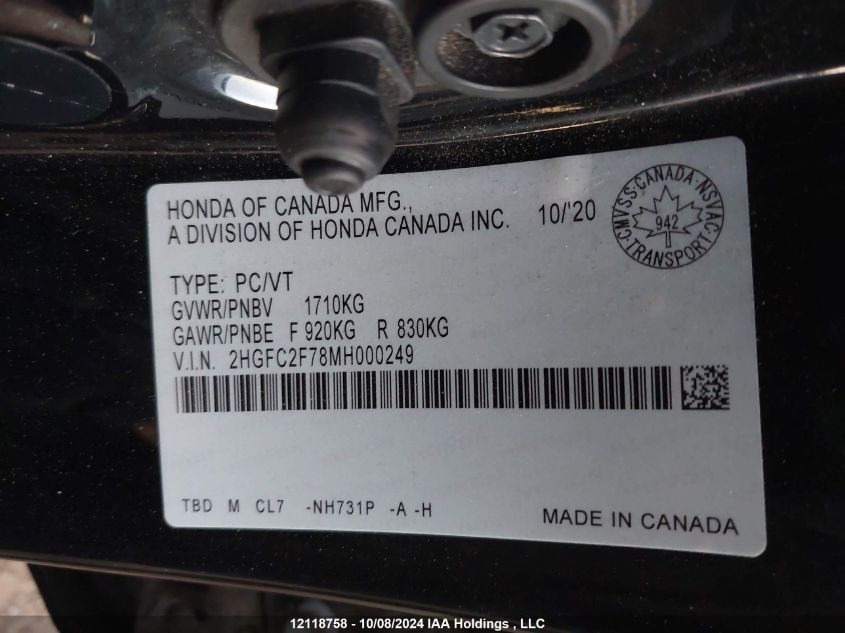 HONDA OF CANADA MFG.,
A DIVISION OF HONDA CANADA INC. 10/'20
CMVSS·CANADA·NSVAC·TRANSPORT·
942
TYPE: PC/VT
GVWR/PNBV 1710KG
GAWR/PNBE F 920KG R 830KG
V.I.N. 2HGFC2F78MH000249
TBD M CL7 -NH731P -A -H
MADE IN CANADA
12118758 - 10/08/2024 IAA Holdings , LLC